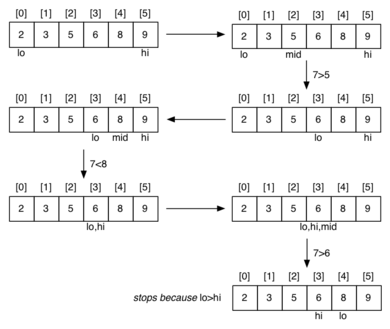 [0] [1] [2] [3] [4] [5]
2 3 5 6 8 9
lo hi
[0] [1] [2] [3] [4] [5]
2 3 5 6 8 9
lo mid hi
7>5
[0] [1] [2] [3] [4] [5]
2 3 5 6 8 9
lo hi
[0] [1] [2] [3] [4] [5]
2 3 5 6 8 9
lo mid hi
7<8
[0] [1] [2] [3] [4] [5]
2 3 5 6 8 9
lo,hi
[0] [1] [2] [3] [4] [5]
2 3 5 6 8 9
lo,hi,mid
7>6
[0] [1] [2] [3] [4] [5]
stops because lo>hi 2 3 5 6 8 9
hi lo